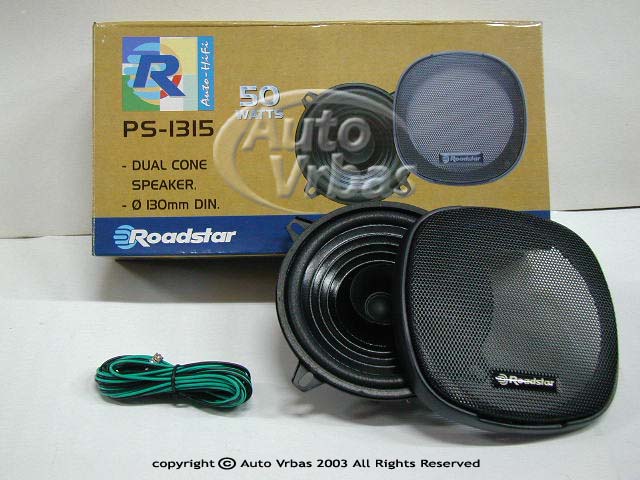 R
Auto-HiFi
50
WATTS
PS-1315
- DUAL CONE
SPEAKER.
- Ø 130mm DIN.
Roadstar
Roadstar
Auto
Vrbas
Roadstar
copyright © Auto Vrbas 2003 All Rights Reserved